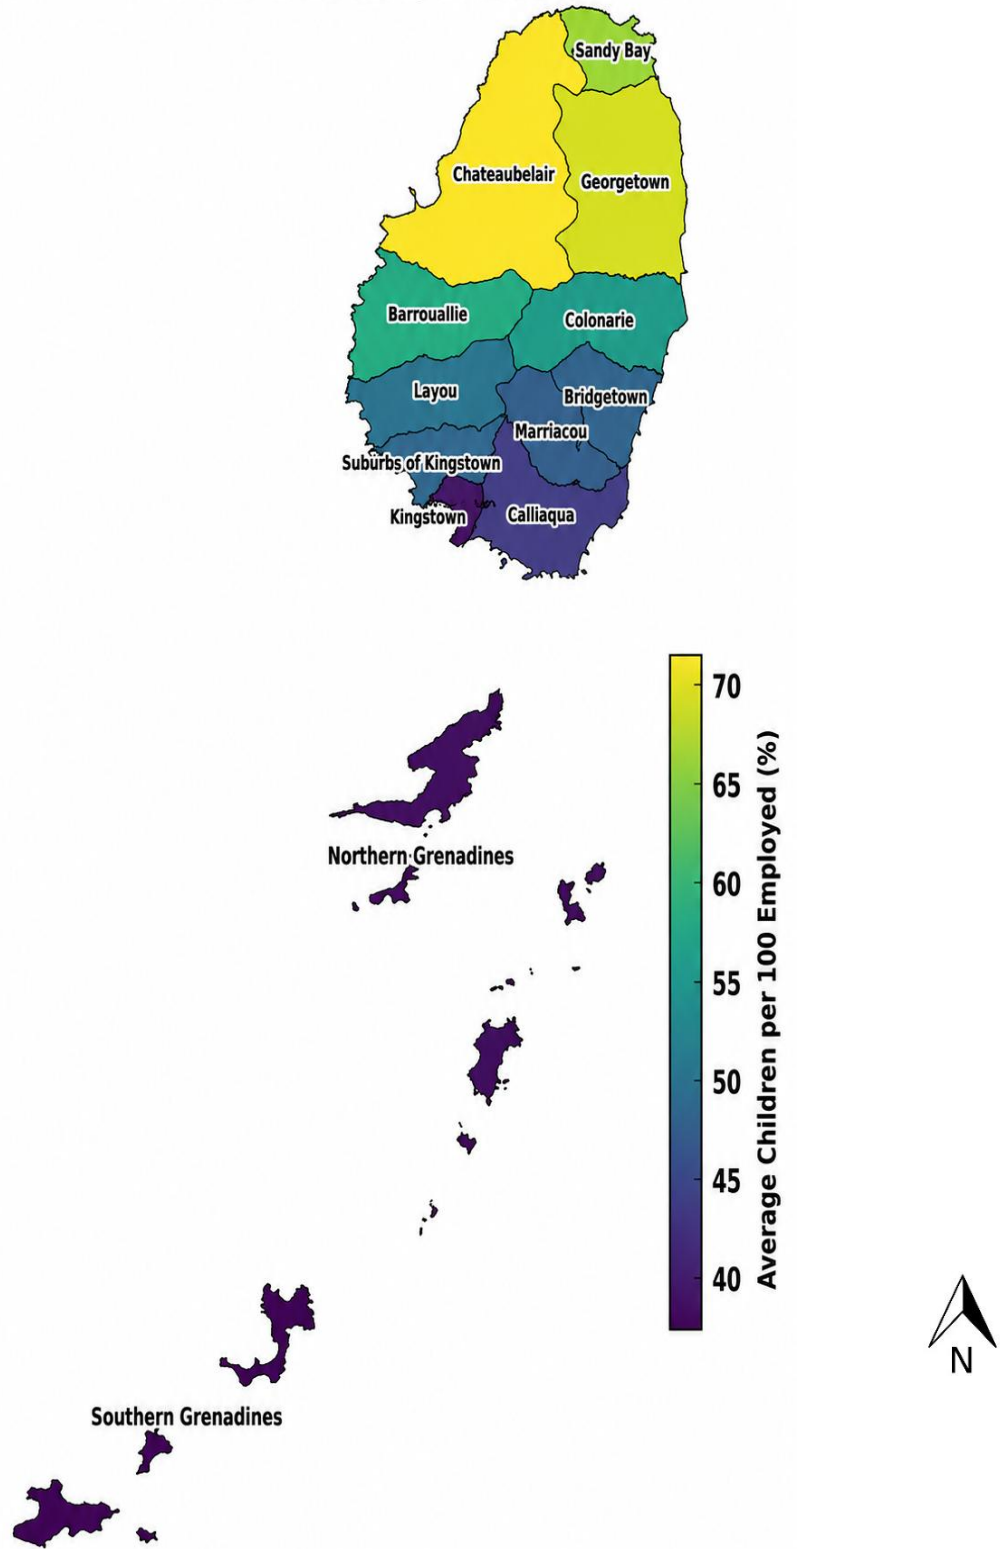 Sandy Bay
Chateaubelair
Georgetown
Barrouallie
Colonarie
Layou
Bridgetown
Marriacou
Suburbs of Kingstown
Kingstown
Calliaqua
Northern Grenadines
Southern Grenadines
70
65
60
55
50
45
40
Average Children per 100 Employed (%)
N